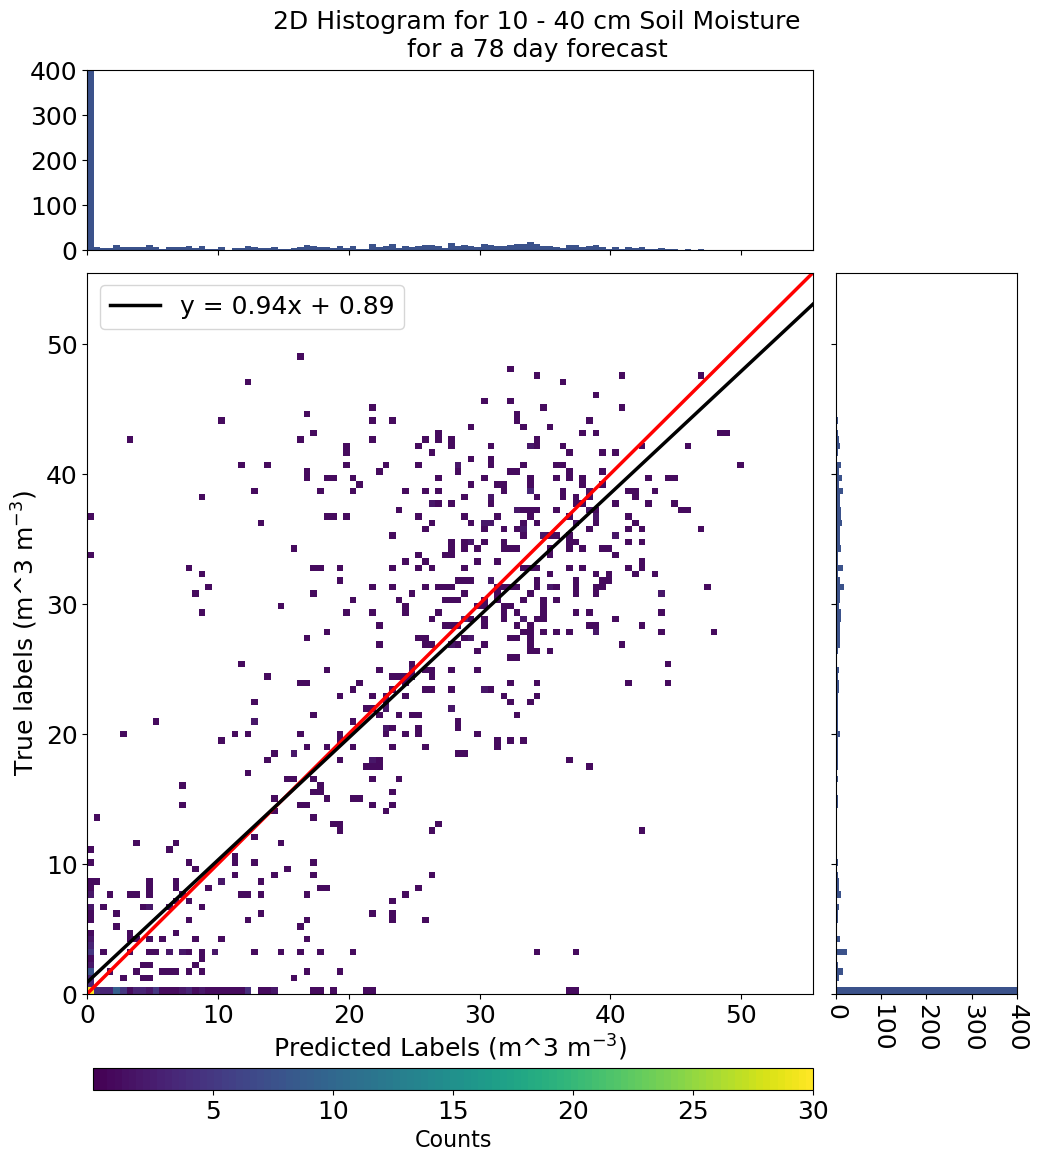 2D Histogram for 10 - 40 cm Soil Moisture
for a 78 day forecast
400
300
200
100
0
y = 0.94x + 0.89
50
40
30
20
10
0
True labels (m^3 m⁻³)
0 10 20 30 40 50
Predicted Labels (m^3 m⁻³)
0 100 200 300 400
5 10 15 20 25 30
Counts